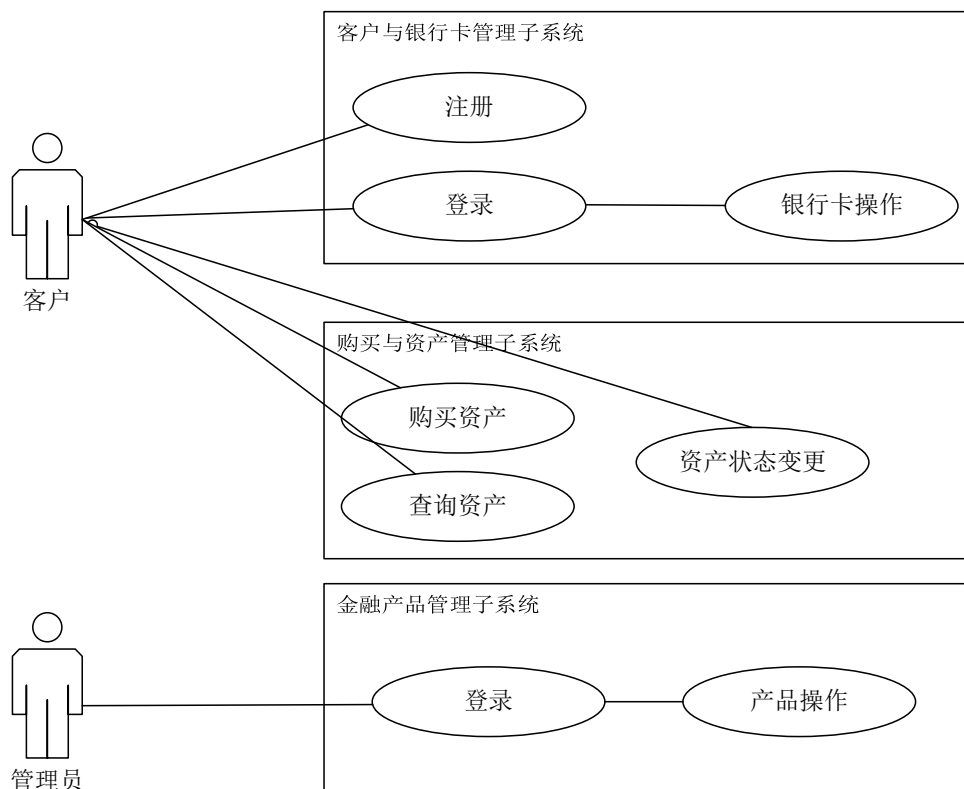 客户与银行卡管理子系统
注册
登录
银行卡操作
客户
购买与资产管理子系统
购买资产
资产状态变更
查询资产
金融产品管理子系统
登录
产品操作
管理员